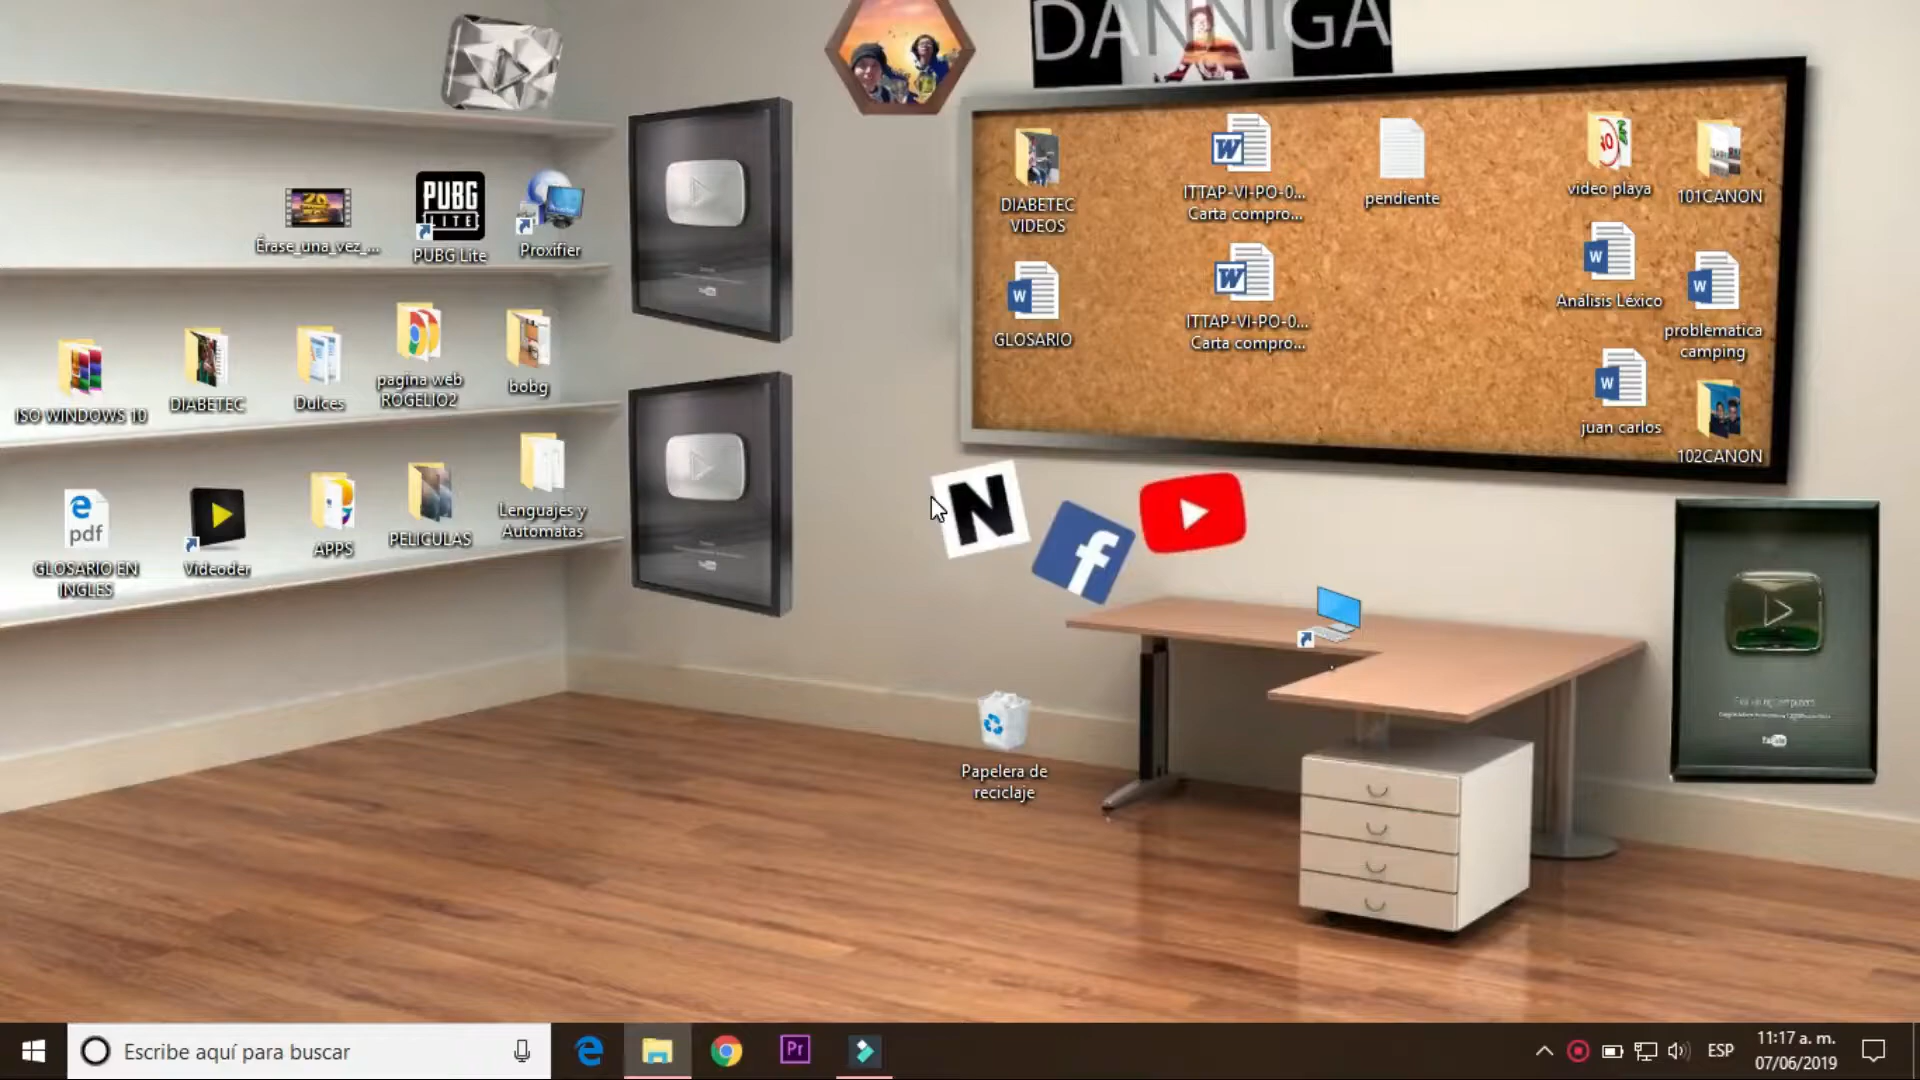 DANNIGA
Érase_una_vez_...
PUBG
LITE
PUBG Lite
Proxifier
ISO WINDOWS 10
DIABETEC
Dulces
pagina web
ROGELIO2
bobg
pdf
GLOSARIO EN
INGLES
Videoder
APPS
PELICULAS
Lenguajes y
Automatas
DIABETEC
VIDEOS
GLOSARIO
ITTAP-VI-PO-0...
Carta compro...
ITTAP-VI-PO-0...
Carta compro...
pendiente
video playa
101CANON
Análisis Léxico
problematica
camping
juan carlos
102CANON
N
f
Papelera de
reciclaje
Escribe aquí para buscar
Pr
ESP
11:17 a. m.
07/06/2019